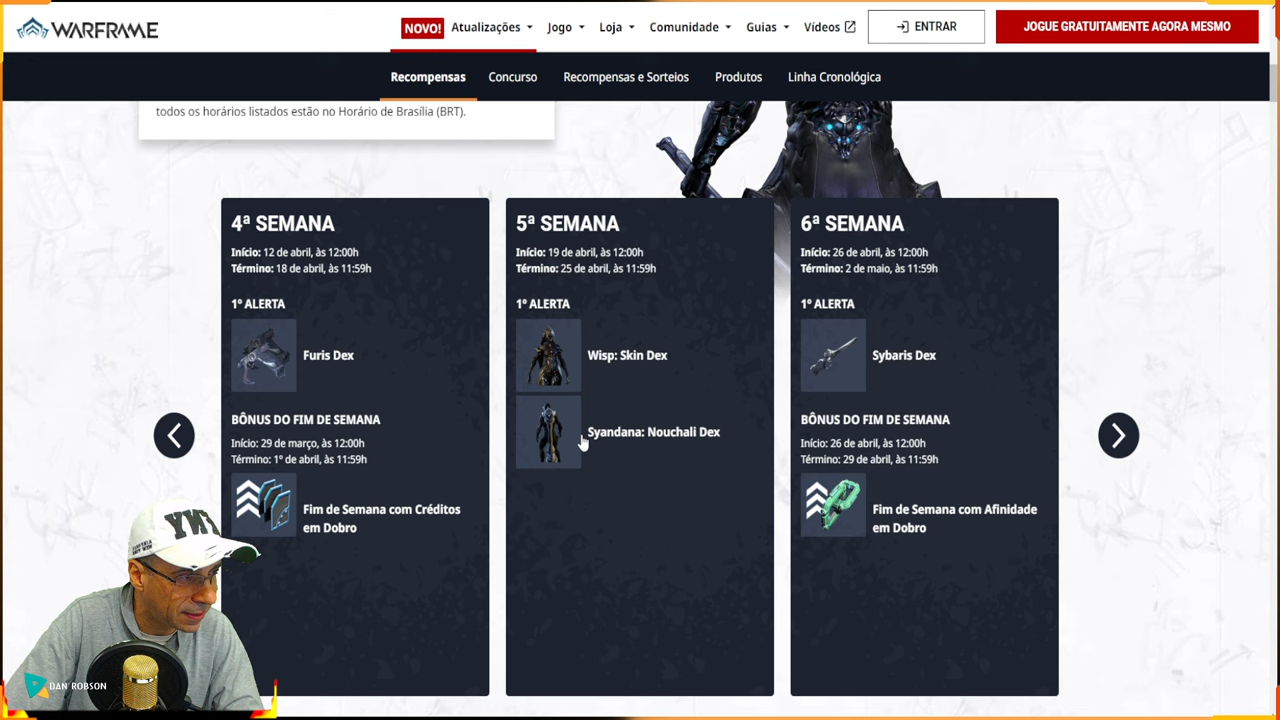 WARFRAME
NOVO! Atualizações Jogo Loja Comunidade Guias Vídeos ENTRAR JOGUE GRATUITAMENTE AGORA MESMO
Recompensas Concurso Recompensas e Sorteios Produtos Linha Cronológica
todos os horários listados estão no Horário de Brasília (BRT).
4ª SEMANA
Início: 12 de abril, às 12:00h
Término: 18 de abril, às 11:59h
1º ALERTA
Furis Dex
BÔNUS DO FIM DE SEMANA
Início: 29 de março, às 12:00h
Término: 1º de abril, às 11:59h
Fim de Semana com Créditos
em Dobro
5ª SEMANA
Início: 19 de abril, às 12:00h
Término: 25 de abril, às 11:59h
1º ALERTA
Wisp: Skin Dex
Syandana: Nouchali Dex
6ª SEMANA
Início: 26 de abril, às 12:00h
Término: 2 de maio, às 11:59h
1º ALERTA
Sybaris Dex
BÔNUS DO FIM DE SEMANA
Início: 26 de abril, às 12:00h
Término: 29 de abril, às 11:59h
Fim de Semana com Afinidade
em Dobro
DAN ROBSON